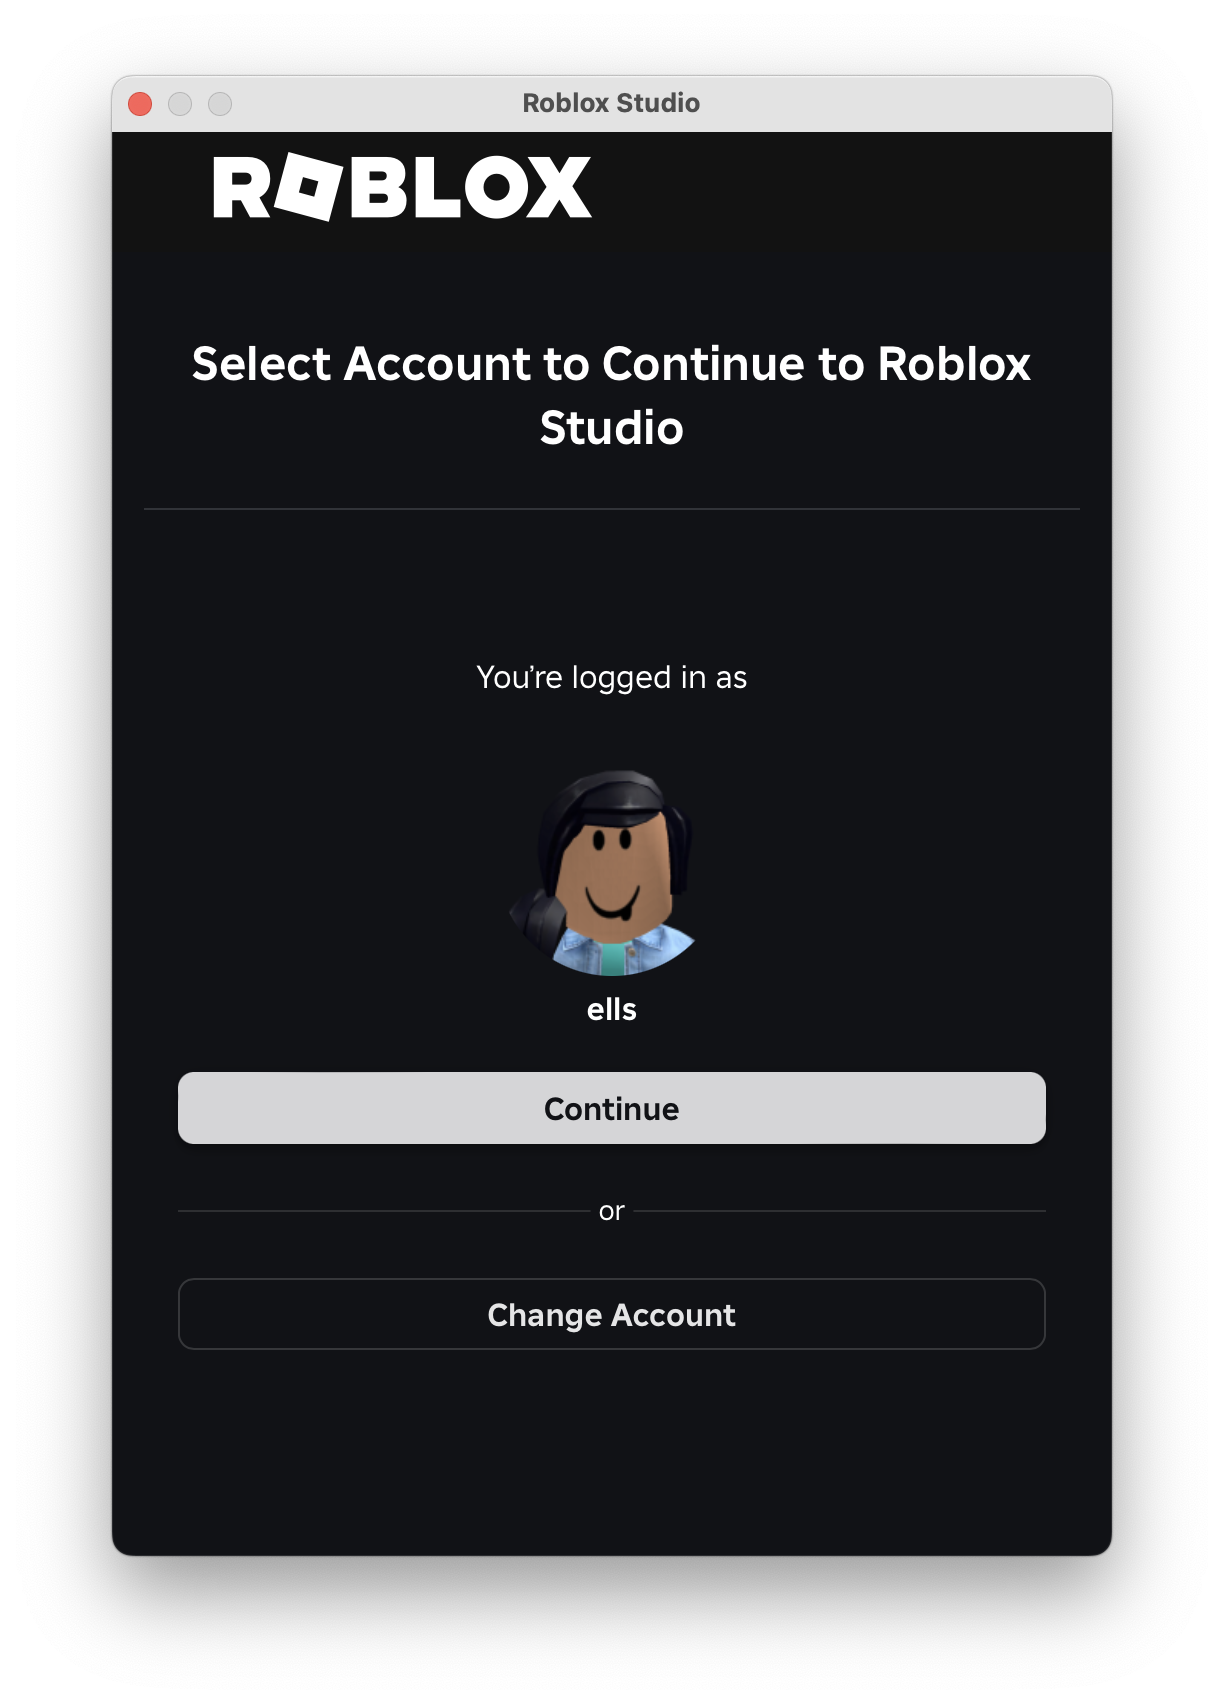 Roblox Studio
ROBLOX
Select Account to Continue to Roblox
Studio
You’re logged in as
ells
Continue
or
Change Account